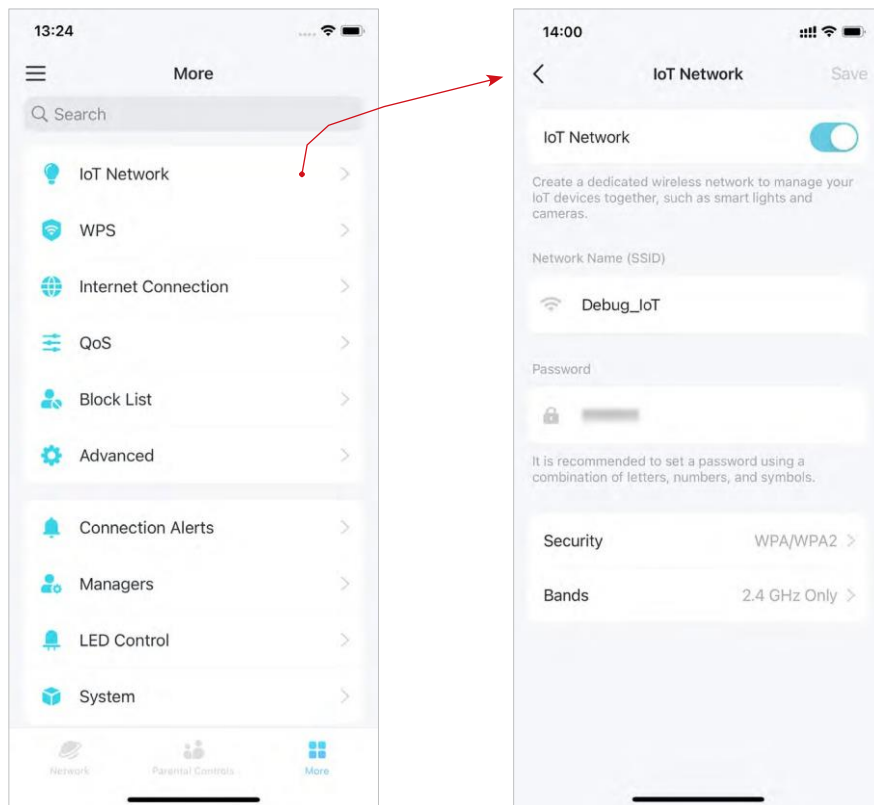 13:24
More
Search
IoT Network
WPS
Internet Connection
QoS
Block List
Advanced
Connection Alerts
Managers
LED Control
System
Network
Parental Controls
More
14:00
IoT Network
Save
IoT Network
Create a dedicated wireless network to manage your
IoT devices together, such as smart lights and
cameras.
Network Name (SSID)
Debug_IoT
Password
It is recommended to set a password using a
combination of letters, numbers, and symbols.
Security WPA/WPA2
Bands 2.4 GHz Only